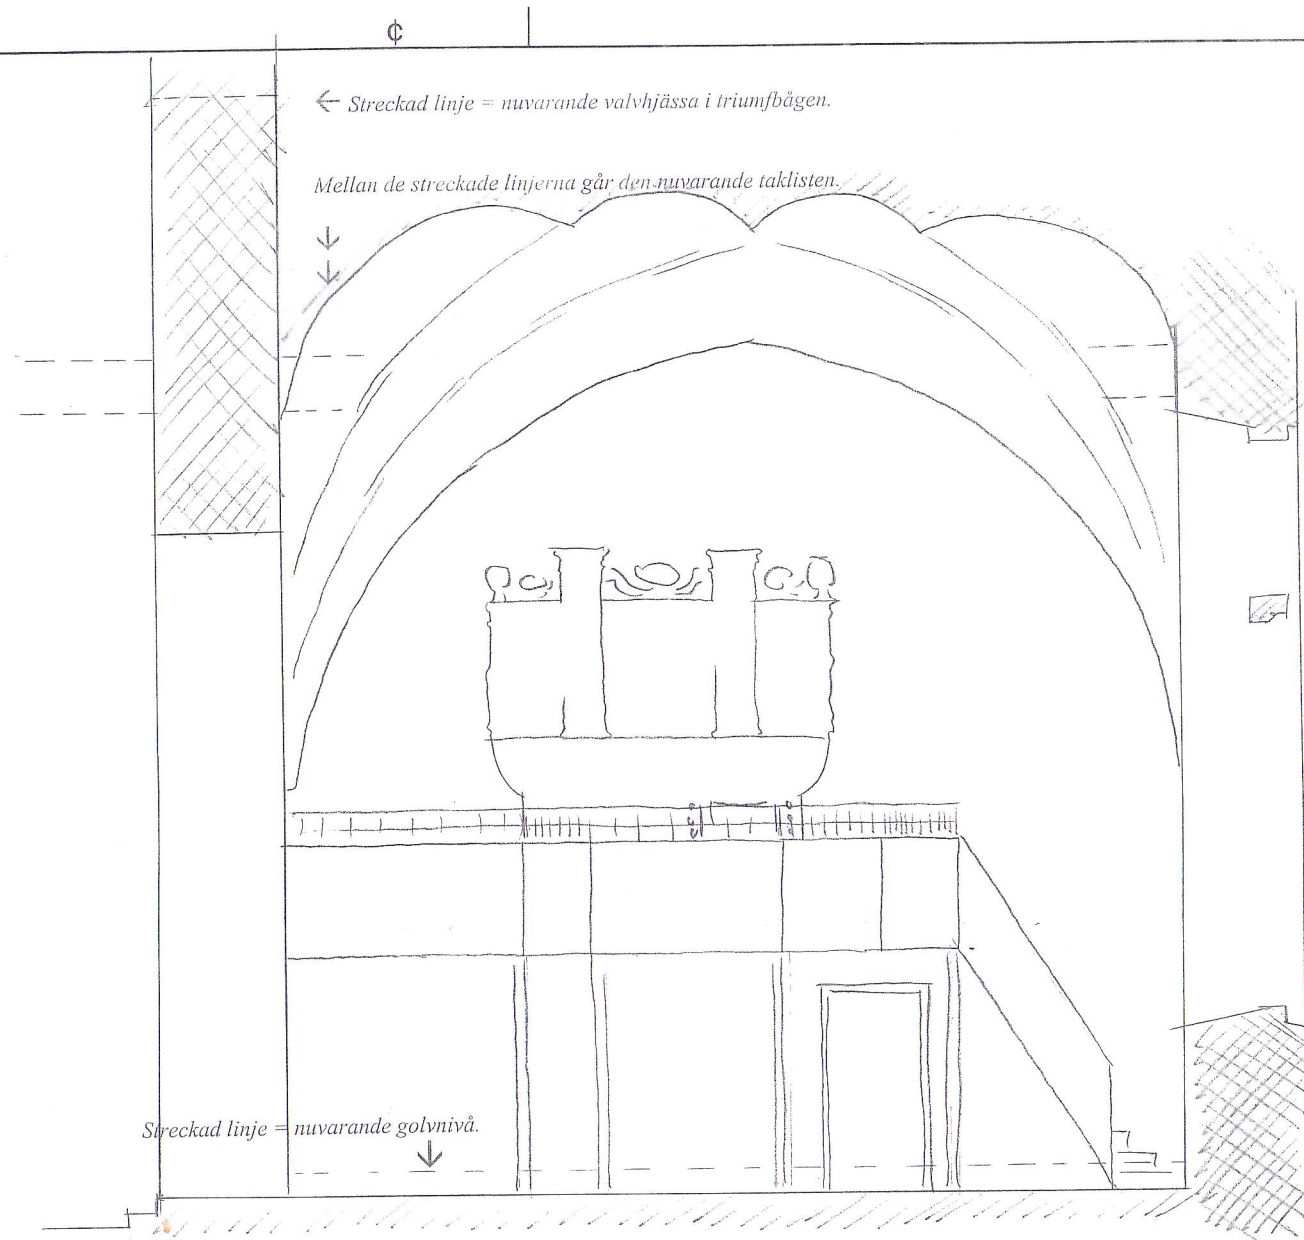 ¢
← Streckad linje = nuvarande valvhjässa i triumfbågen.
Mellan de streckade linjerna går den nuvarande taklisten.
Streckad linje = nuvarande golvnivå.